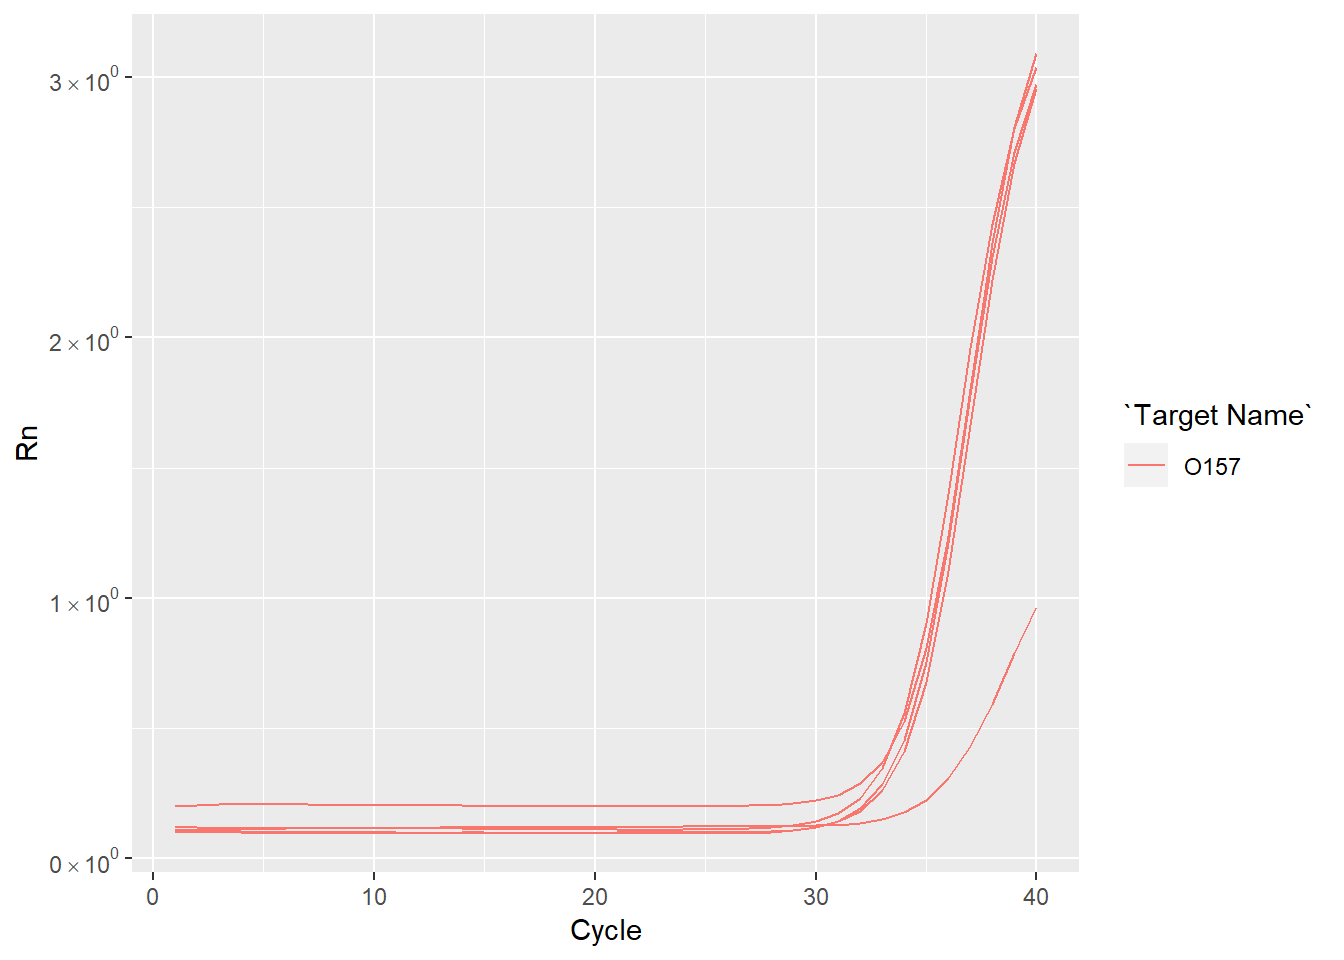 3 × 10⁰
2 × 10⁰
1 × 10⁰
0 × 10⁰
Rn
0 10 20 30 40
Cycle
`Target Name`
O157